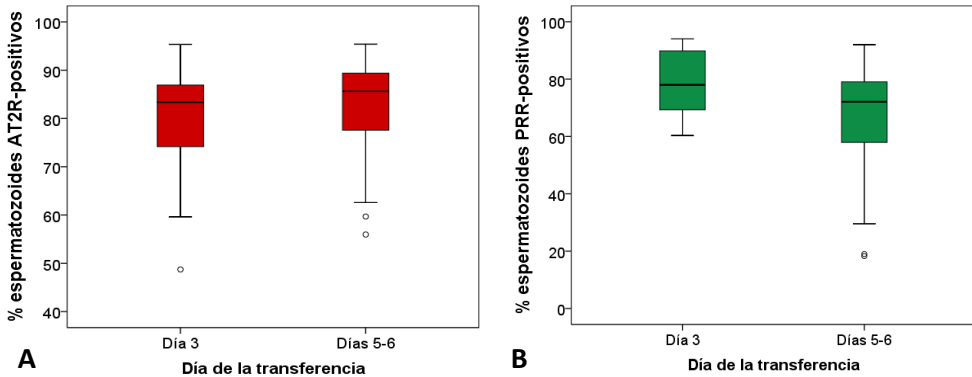 % espermatozoides AT2R-positivos
100
90
80
70
60
50
40
Día 3
Días 5-6
Día de la transferencia
A
% espermatozoides PRR-positivos
100
80
60
40
20
0
Día 3
Días 5-6
Día de la transferencia
B